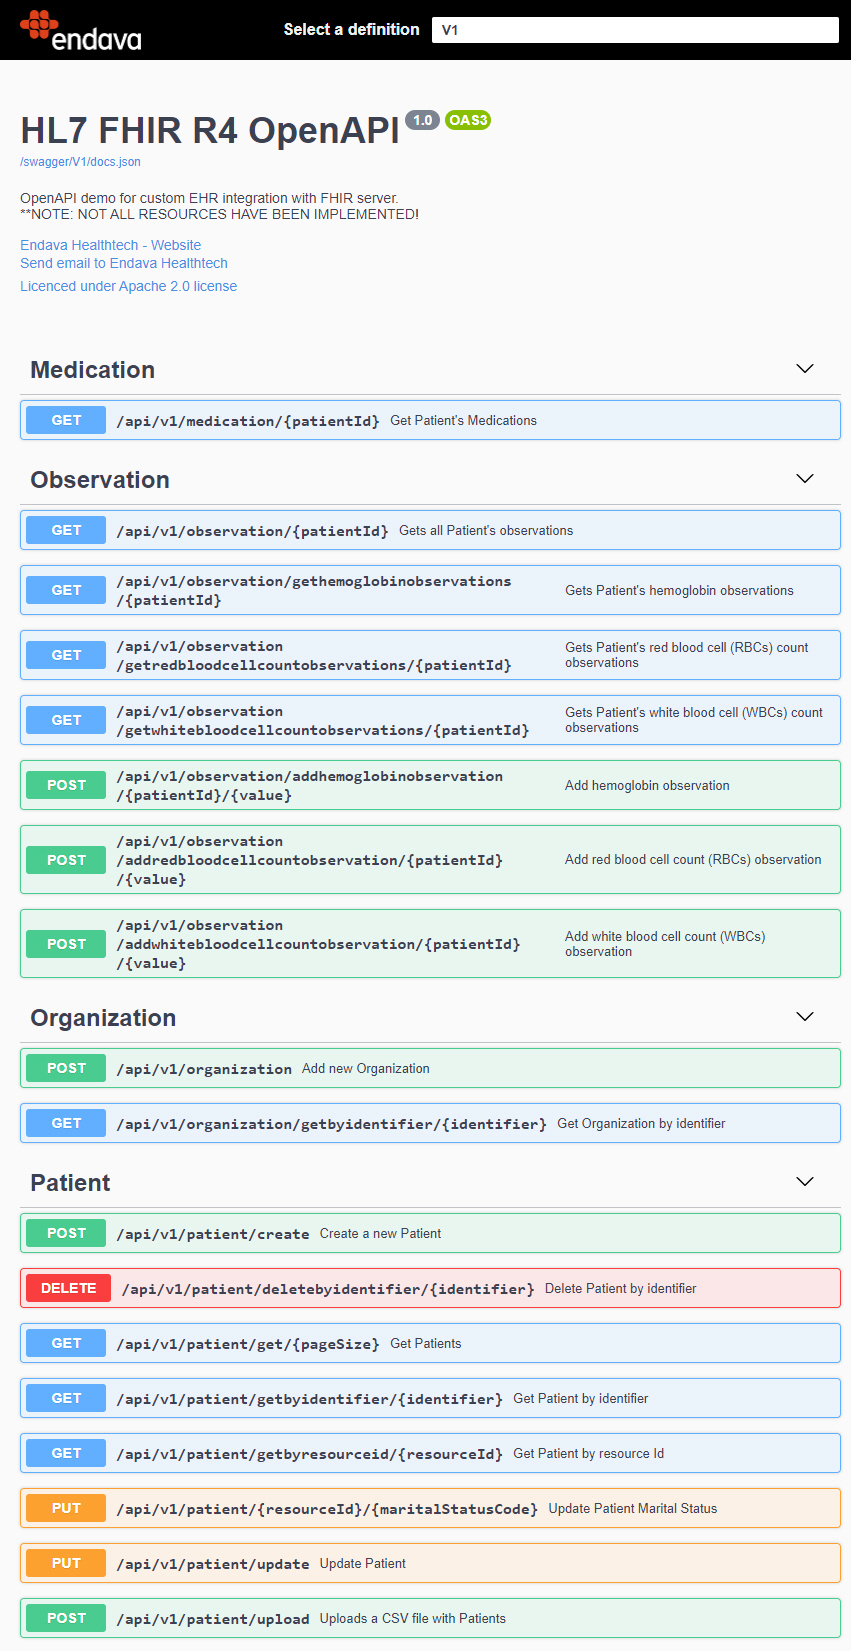 endava
Select a definition
V1
HL7 FHIR R4 OpenAPI 1.0 OAS3
/swagger/V1/docs.json
OpenAPI demo for custom EHR integration with FHIR server.
**NOTE: NOT ALL RESOURCES HAVE BEEN IMPLEMENTED!
Endava Healthtech - Website
Send email to Endava Healthtech
Licenced under Apache 2.0 license
Medication
GET /api/v1/medication/{patientId} Get Patient's Medications
Observation
GET /api/v1/observation/{patientId} Gets all Patient's observations
GET /api/v1/observation/gethemoglobinobservations
/{patientId}
Gets Patient's hemoglobin observations
GET /api/v1/observation
/getredbloodcellcountobservations/{patientId}
Gets Patient's red blood cell (RBCs) count
observations
GET /api/v1/observation
/getwhitebloodcellcountobservations/{patientId}
Gets Patient's white blood cell (WBCs) count
observations
POST /api/v1/observation/addhemoglobinobservation
/{patientId}/{value}
Add hemoglobin observation
POST /api/v1/observation
/addredbloodcellcountobservation/{patientId}
/{value}
Add red blood cell count (RBCs) observation
POST /api/v1/observation
/addwhitebloodcellcountobservation/{patientId}
/{value}
Add white blood cell count (WBCs)
observation
Organization
POST /api/v1/organization Add new Organization
GET /api/v1/organization/getbyidentifier/{identifier} Get Organization by identifier
Patient
POST /api/v1/patient/create Create a new Patient
DELETE /api/v1/patient/deletebyidentifier/{identifier} Delete Patient by identifier
GET /api/v1/patient/get/{pageSize} Get Patients
GET /api/v1/patient/getbyidentifier/{identifier} Get Patient by identifier
GET /api/v1/patient/getbyresourceid/{resourceId} Get Patient by resource Id
PUT /api/v1/patient/{resourceId}/{maritalStatusCode} Update Patient Marital Status
PUT /api/v1/patient/update Update Patient
POST /api/v1/patient/upload Uploads a CSV file with Patients